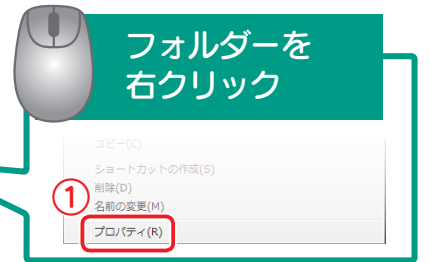 フォルダーを
右クリック
コピー(C)
ショートカットの作成(S)
削除(D)
①
名前の変更(M)
プロパティ(R)